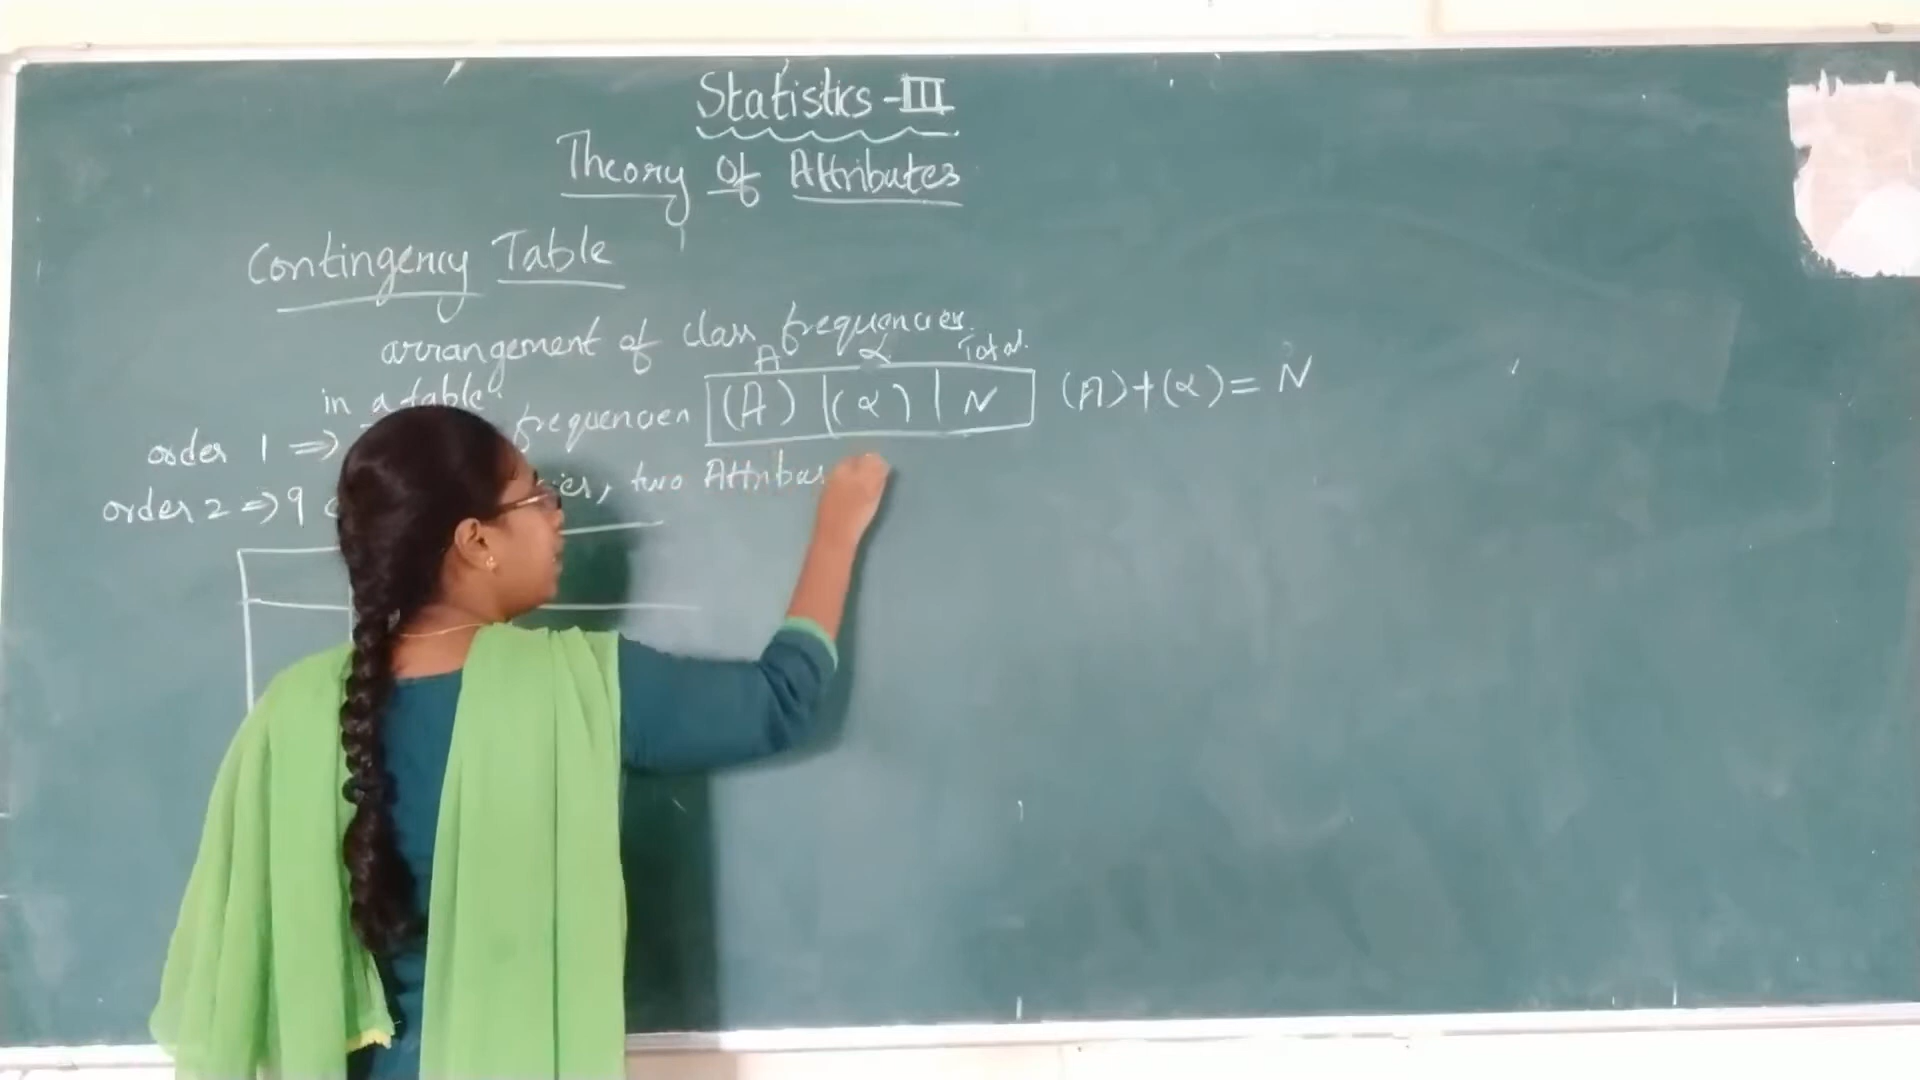 Statistics-III
Theory of Attributes
Contingency Table
arrangement of class frequencies.
in a table.
A α Total
order 1 ⇒ frequencies (A) (α) N (A)+(α)=N
order 2 ⇒ 9 two Attribu